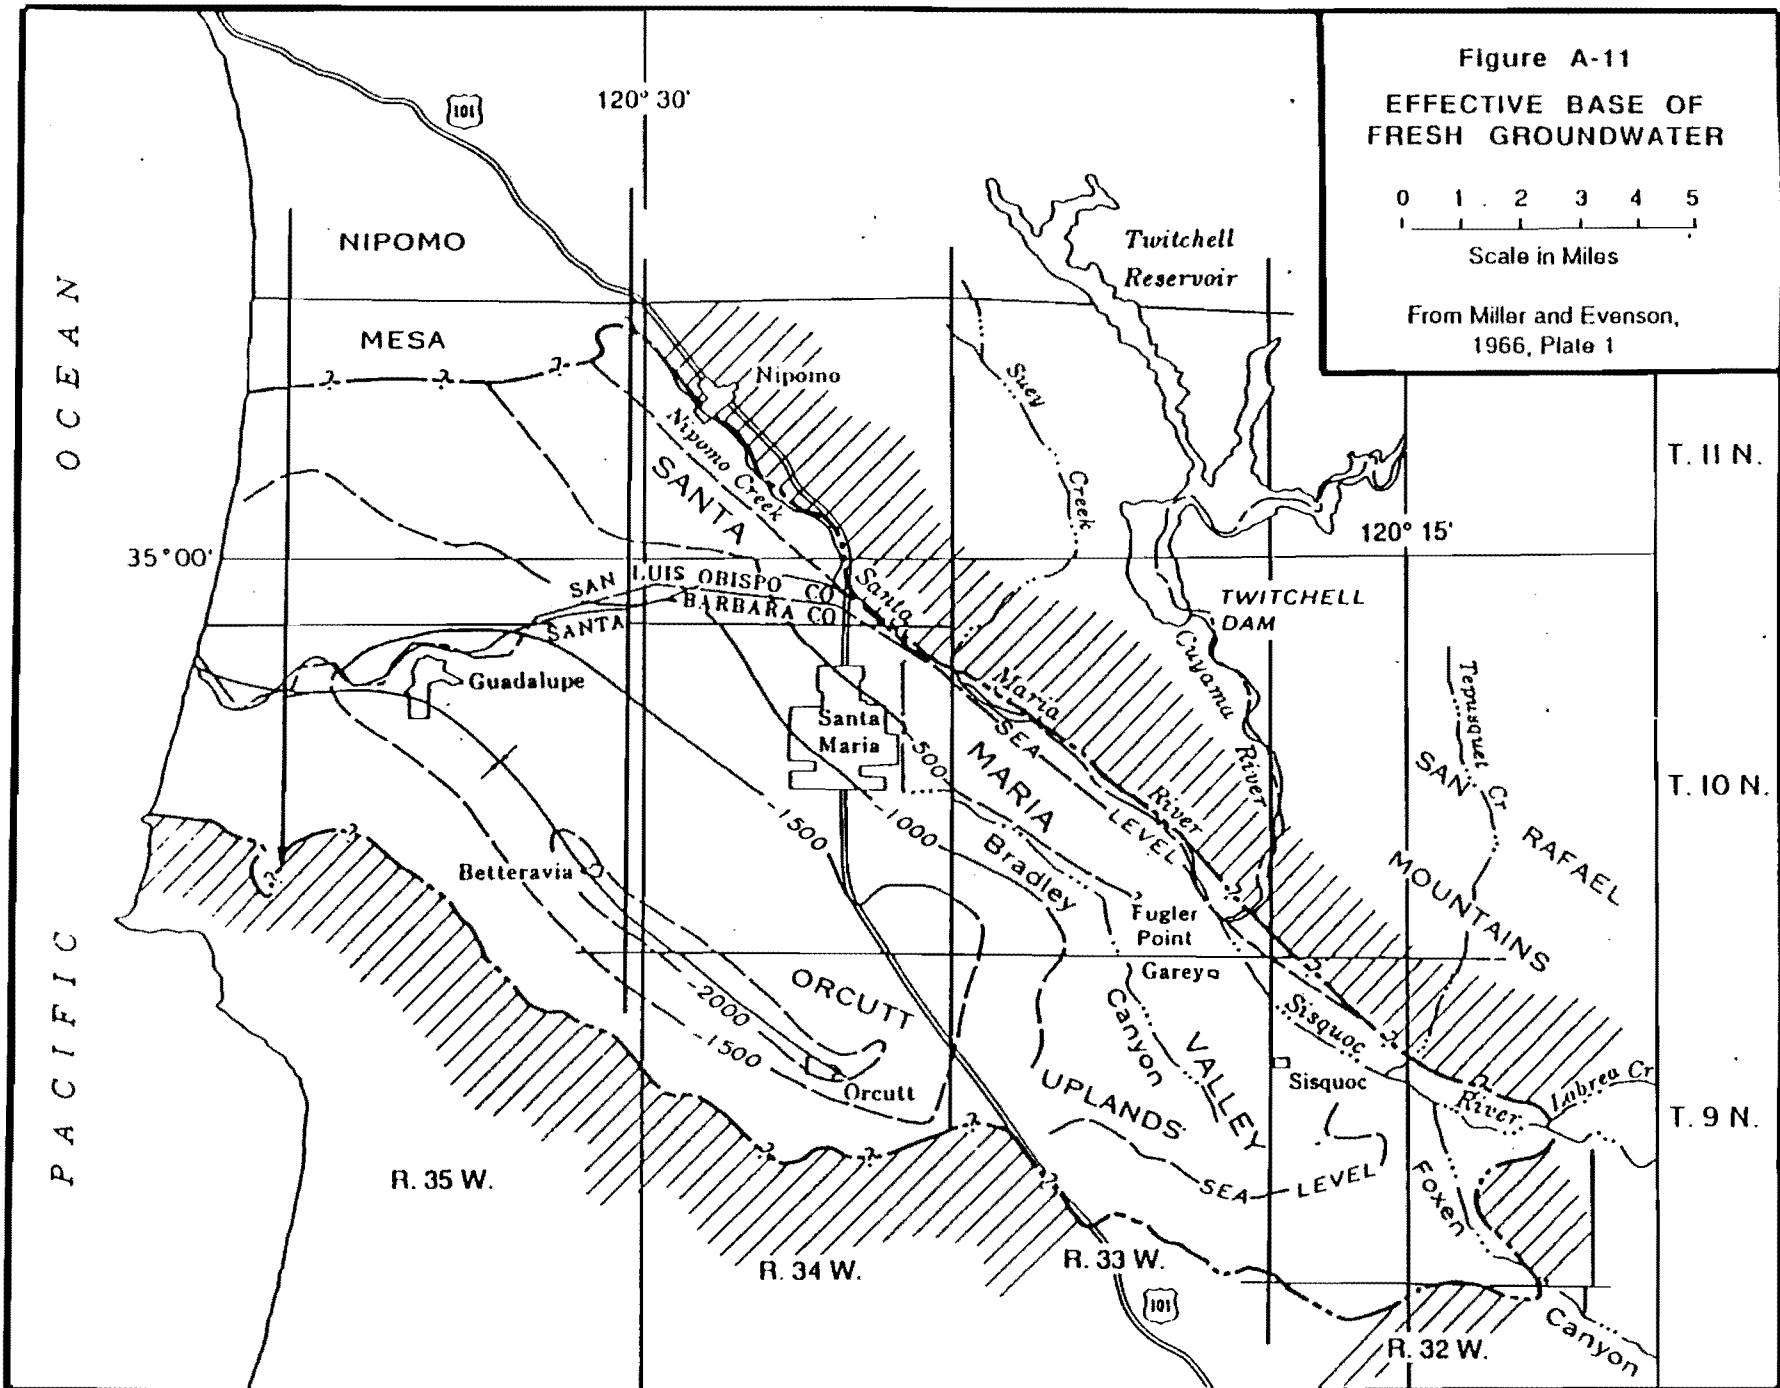 Figure A-11
EFFECTIVE BASE OF
FRESH GROUNDWATER
0 1 2 3 4 5
Scale in Miles
From Miller and Evenson,
1966, Plate 1
101
120° 30'
NIPOMO
Twitchell
Reservoir
OCEAN
MESA
? ? ?
Nipomo
Suey
Creek
Nipomo Creek
SANTA
T. 11 N.
120° 15'
35° 00'
SAN LUIS OBISPO CO
SANTA BARBARA CO
Santa
Maria
River
TWITCHELL
DAM
Cuyama
River
Tepusquet Cr
Guadalupe
Santa
Maria
SEA
LEVEL
MARIA
500
-1000
-1500
SAN
RAFAEL
MOUNTAINS
T. 10 N.
Bradley
Canyon
?
?
Betteravia
Fugler
Point
Garey
?
?
?
PACIFIC
ORCUTT
-2000
-1500
Orcutt
UPLANDS
VALLEY
Sisquoc
River
Sisquoc
?
Labrea Cr
T. 9 N.
? ? ?
?
SEA LEVEL
Foxen
Canyon
R. 35 W.
R. 34 W.
R. 33 W.
R. 32 W.
101